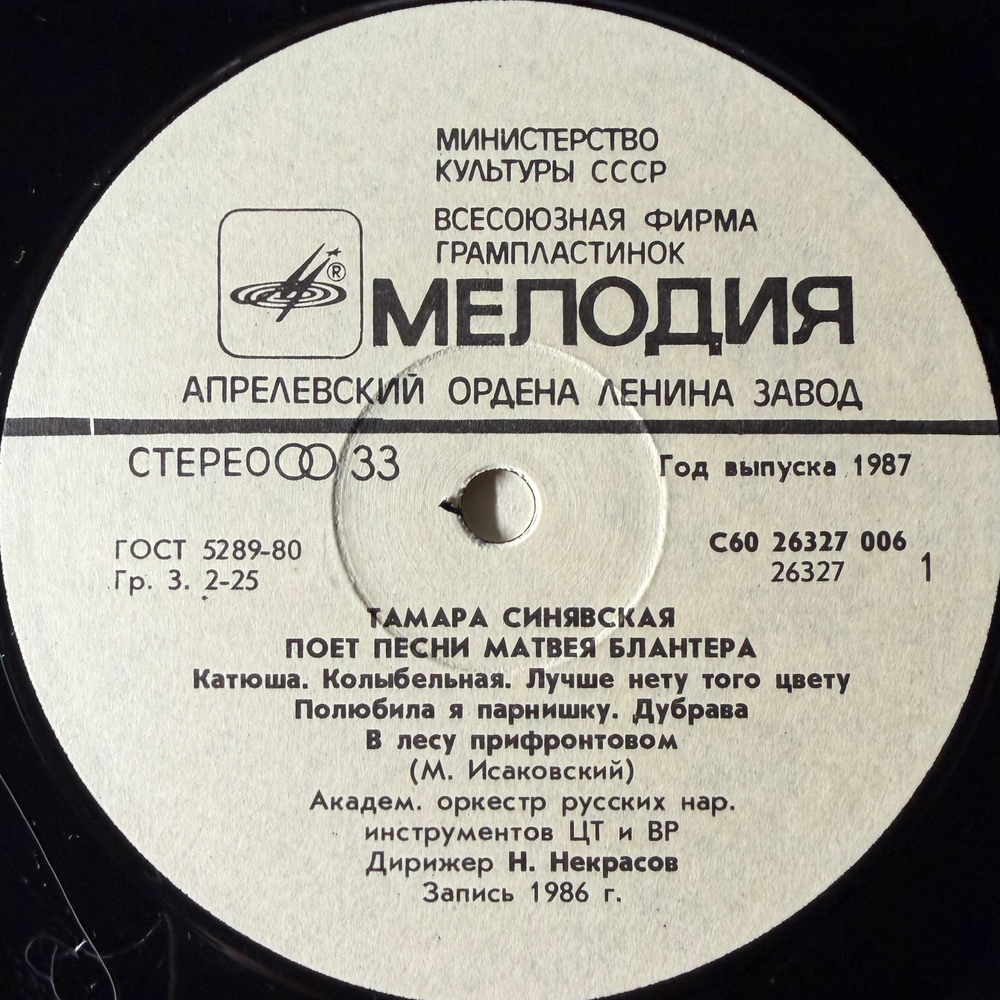 МИНИСТЕРСТВО
КУЛЬТУРЫ СССР
ВСЕСОЮЗНАЯ ФИРМА
ГРАМПЛАСТИНОК
®
МЕЛОДИЯ
АПРЕЛЕВСКИЙ ОРДЕНА ЛЕНИНА ЗАВОД
СТЕРЕО 33
Год выпуска 1987
ГОСТ 5289-80
Гр. 3. 2-25
С60 26327 006
26327
1
ТАМАРА СИНЯВСКАЯ
ПОЕТ ПЕСНИ МАТВЕЯ БЛАНТЕРА
Катюша. Колыбельная. Лучше нету того цвету
Полюбила я парнишку. Дубрава
В лесу прифронтовом
(М. Исаковский)
Академ. оркестр русских нар.
инструментов ЦТ и ВР
Дирижер Н. Некрасов
Запись 1986 г.